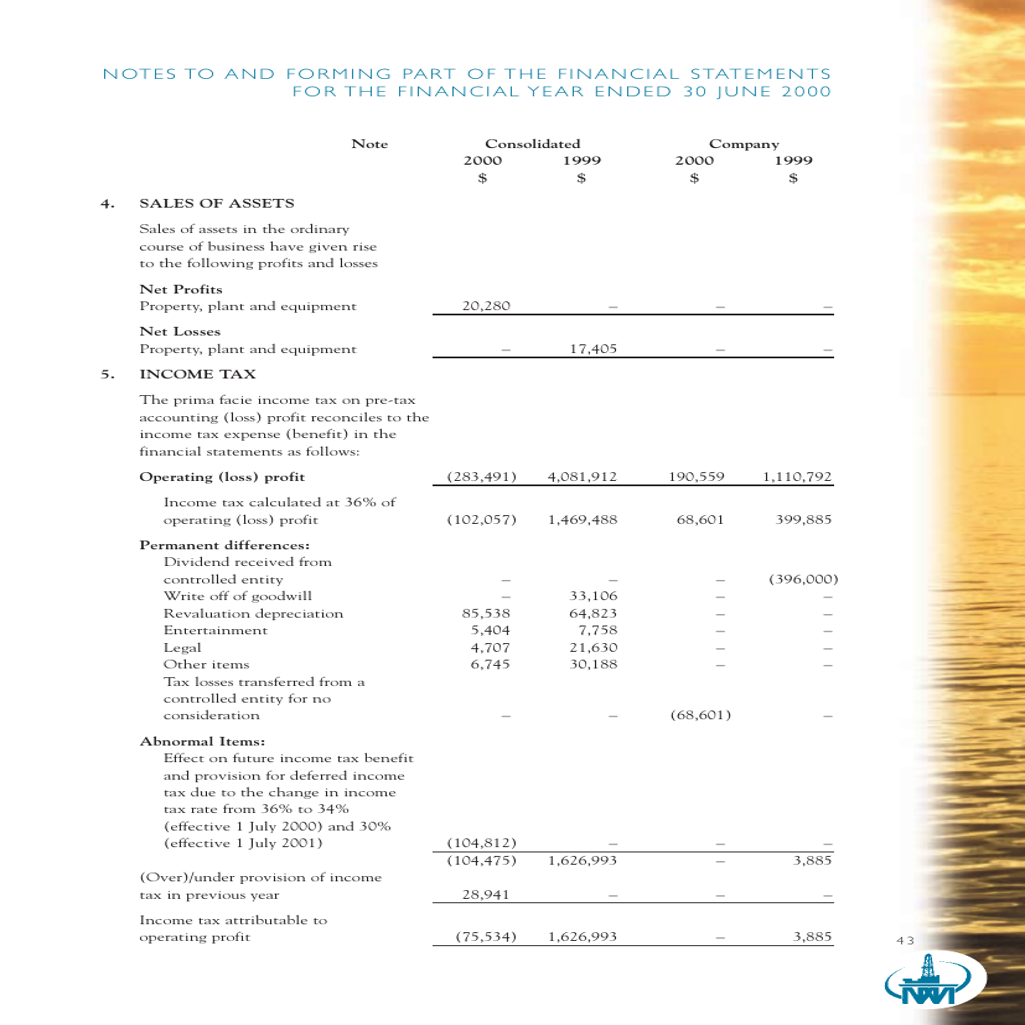 NOTES TO AND FORMING PART OF THE FINANCIAL STATEMENTS
FOR THE FINANCIAL YEAR ENDED 30 JUNE 2000
Note Consolidated Company
2000 1999 2000 1999
$ $ $ $
4. SALES OF ASSETS
Sales of assets in the ordinary
course of business have given rise
to the following profits and losses
Net Profits
Property, plant and equipment 20,280 – – –
Net Losses
Property, plant and equipment – 17,405 – –
5. INCOME TAX
The prima facie income tax on pre-tax
accounting (loss) profit reconciles to the
income tax expense (benefit) in the
financial statements as follows:
Operating (loss) profit (283,491) 4,081,912 190,559 1,110,792
Income tax calculated at 36% of
operating (loss) profit (102,057) 1,469,488 68,601 399,885
Permanent differences:
Dividend received from
controlled entity – – – (396,000)
Write off of goodwill – 33,106 – –
Revaluation depreciation 85,538 64,823 – –
Entertainment 5,404 7,758 – –
Legal 4,707 21,630 – –
Other items 6,745 30,188 – –
Tax losses transferred from a
controlled entity for no
consideration – – (68,601) –
Abnormal Items:
Effect on future income tax benefit
and provision for deferred income
tax due to the change in income
tax rate from 36% to 34%
(effective 1 July 2000) and 30%
(effective 1 July 2001) (104,812) – – –
(104,475) 1,626,993 – 3,885
(Over)/under provision of income
tax in previous year 28,941 – – –
Income tax attributable to
operating profit (75,534) 1,626,993 – 3,885
43